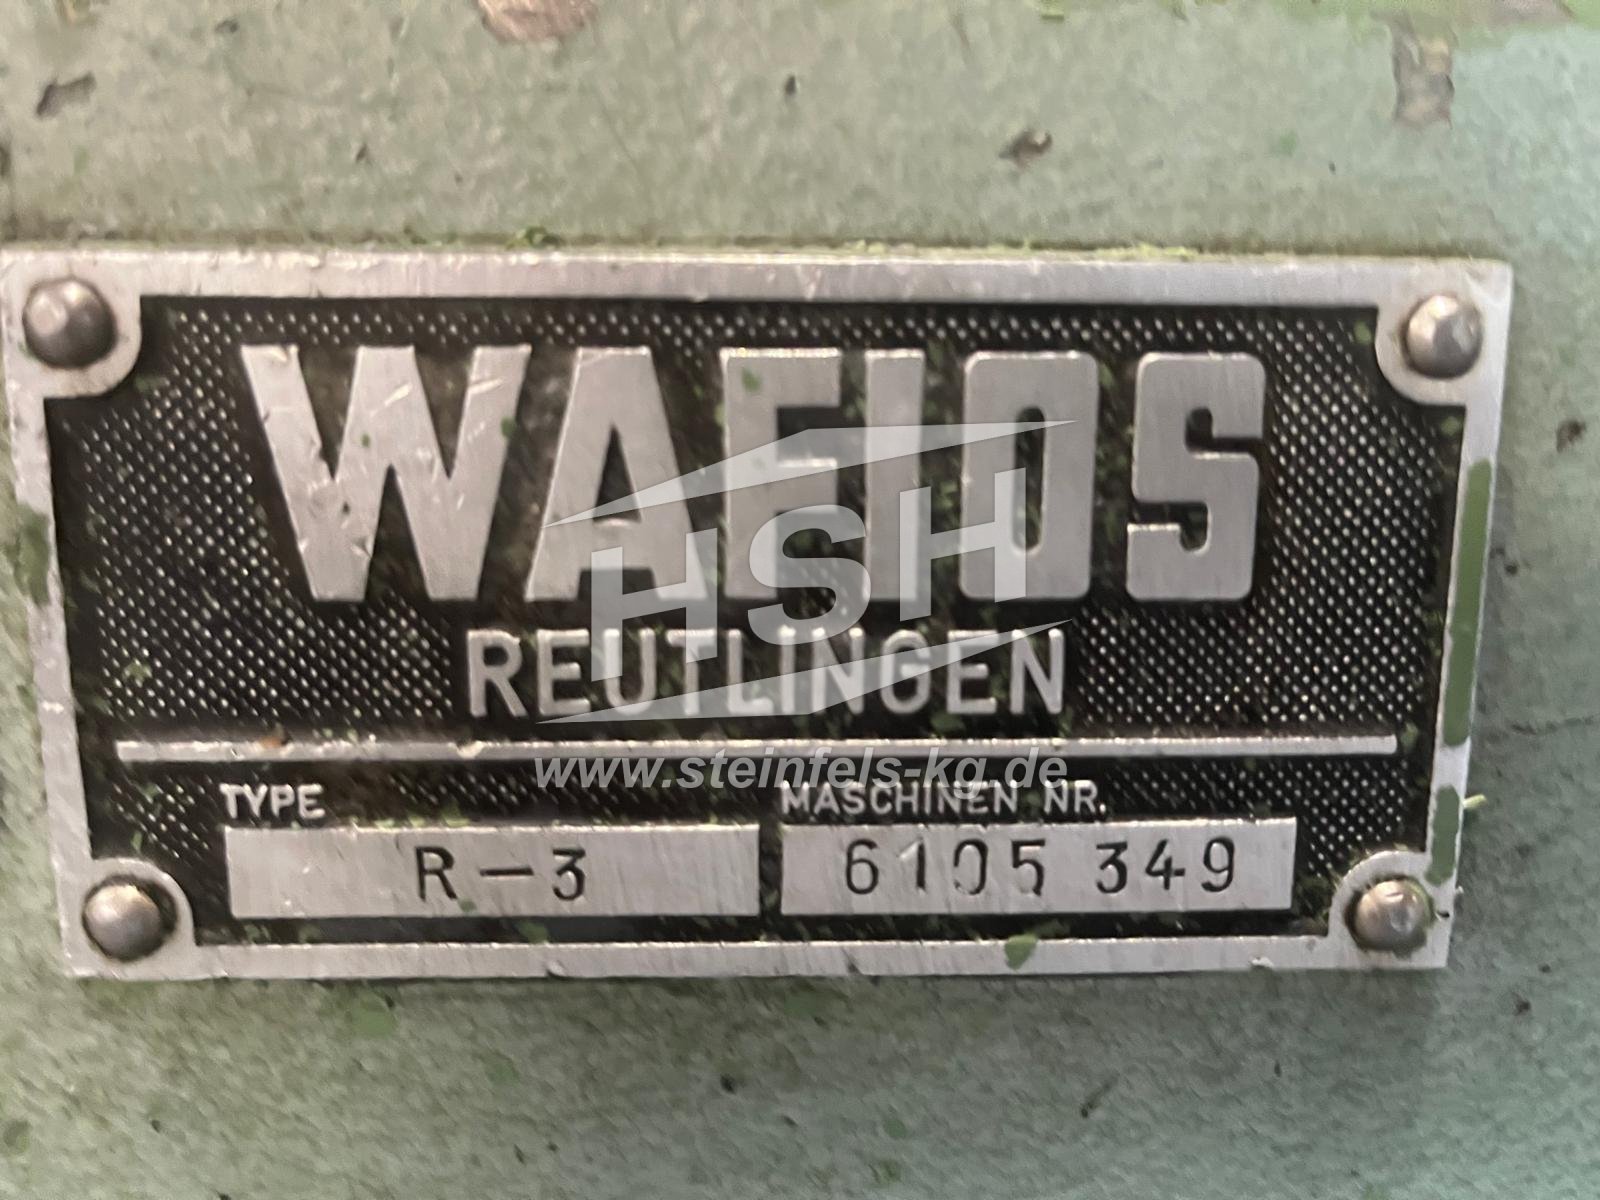 WAFIOS
HSH
REUTLINGEN
www.steinfels-kg.de
TYPE MASCHINEN NR.
R-3 6105 349